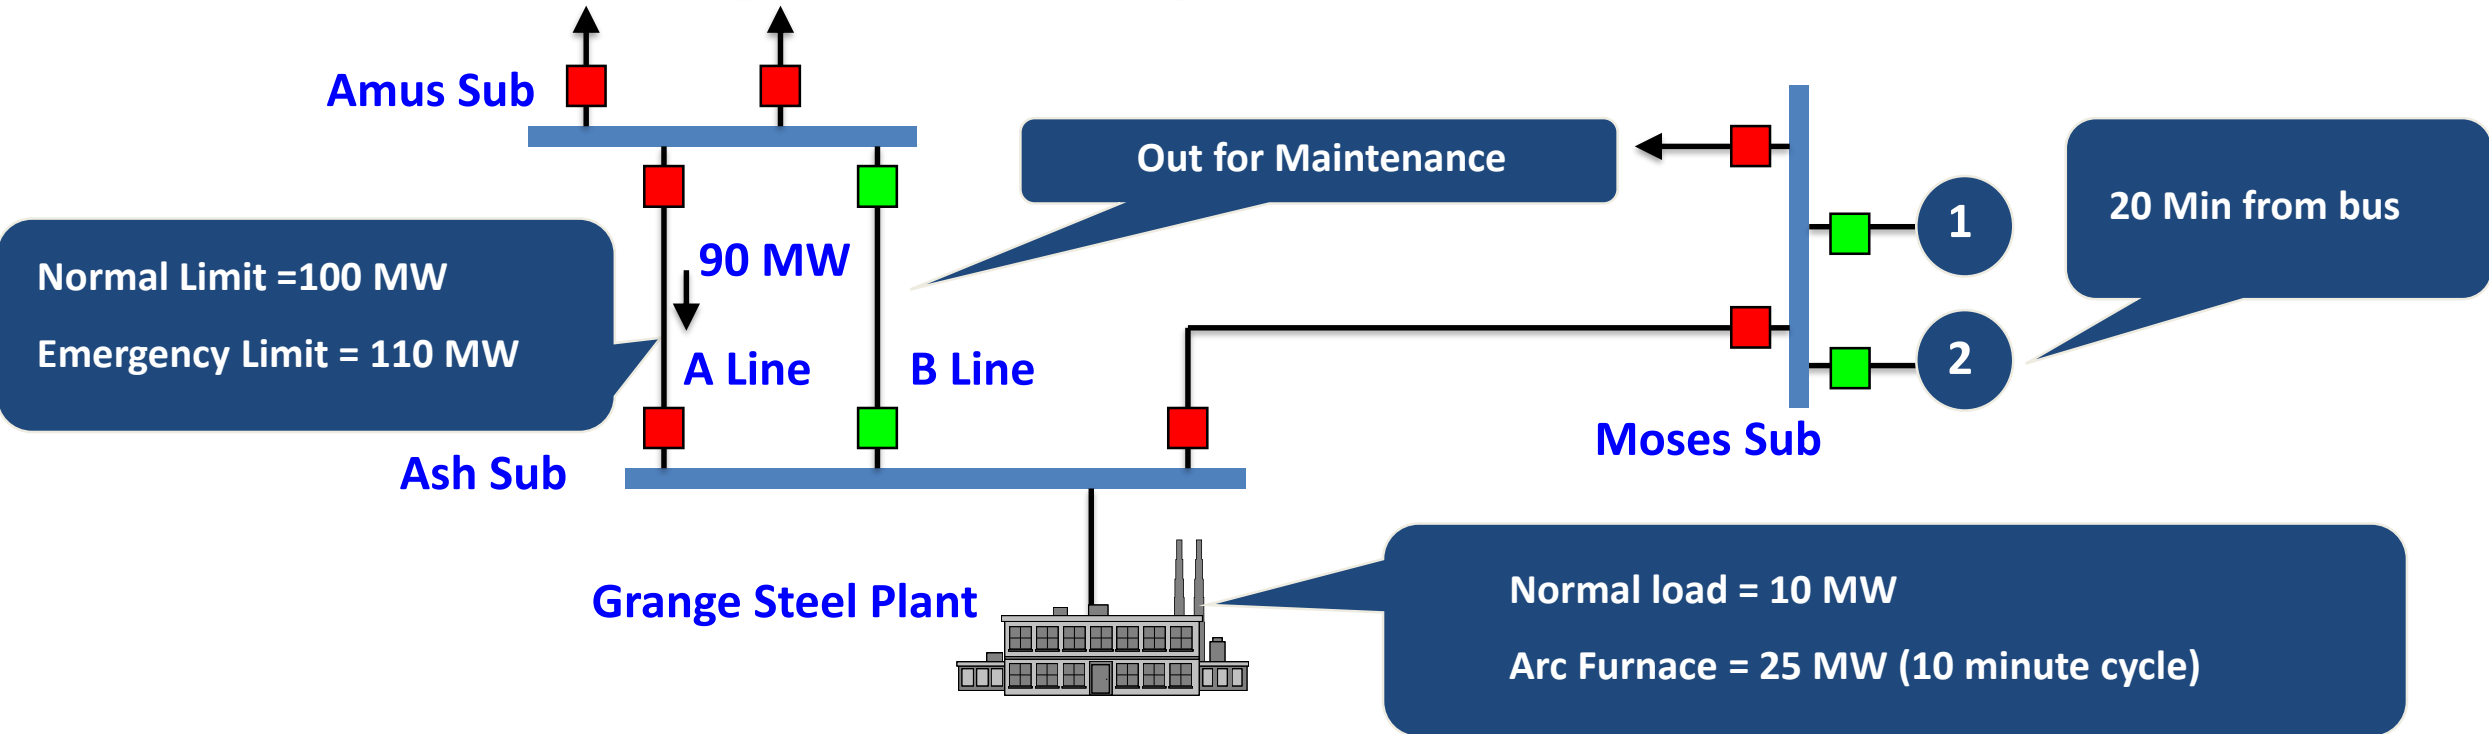 Amus Sub
Out for Maintenance
1
20 Min from bus
Normal Limit =100 MW
Emergency Limit = 110 MW
90 MW
A Line
B Line
2
Moses Sub
Ash Sub
Grange Steel Plant
Normal load = 10 MW
Arc Furnace = 25 MW (10 minute cycle)